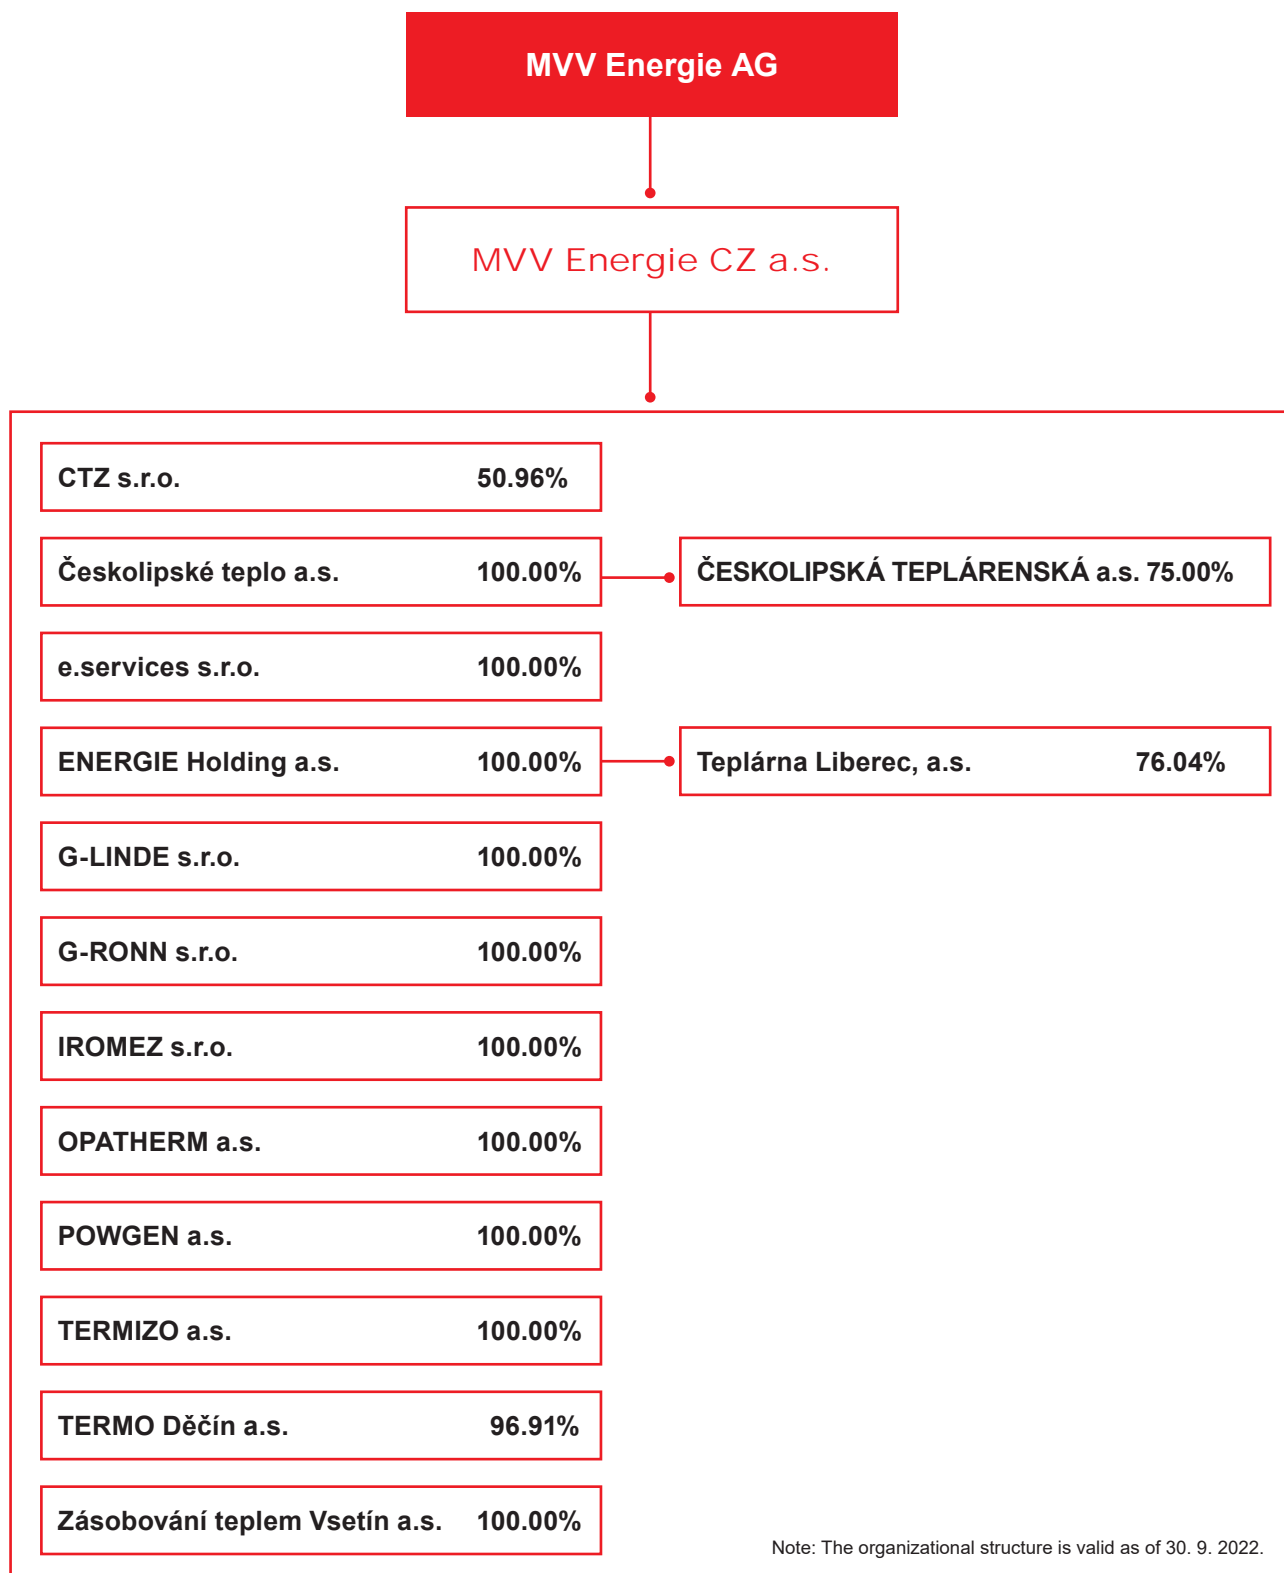 MVV Energie AG
MVV Energie CZ a.s.
CTZ s.r.o. 50.96%
Českolipské teplo a.s. 100.00% ČESKOLIPSKÁ TEPLÁRENSKÁ a.s. 75.00%
e.services s.r.o. 100.00%
ENERGIE Holding a.s. 100.00% Teplárna Liberec, a.s. 76.04%
G-LINDE s.r.o. 100.00%
G-RONN s.r.o. 100.00%
IROMEZ s.r.o. 100.00%
OPATHERM a.s. 100.00%
POWGEN a.s. 100.00%
TERMIZO a.s. 100.00%
TERMO Děčín a.s. 96.91%
Zásobování teplem Vsetín a.s. 100.00%
Note: The organizational structure is valid as of 30. 9. 2022.